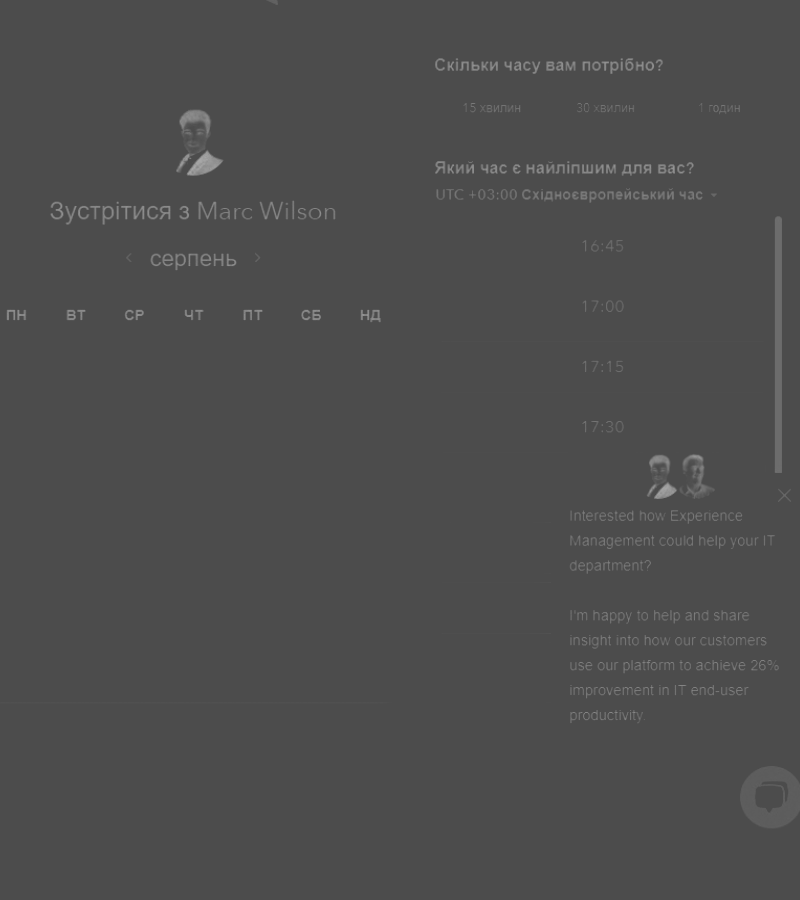 Зустрітися з Marc Wilson
серпень
ПН ВТ СР ЧТ ПТ СБ НД
Скільки часу вам потрібно?
15 хвилин 30 хвилин 1 годин
Який час є найліпшим для вас?
UTC +03:00 Східноєвропейський час
16:45
17:00
17:15
17:30
Interested how Experience
Management could help your IT
department?
I'm happy to help and share
insight into how our customers
use our platform to achieve 26%
improvement in IT end-user
productivity.